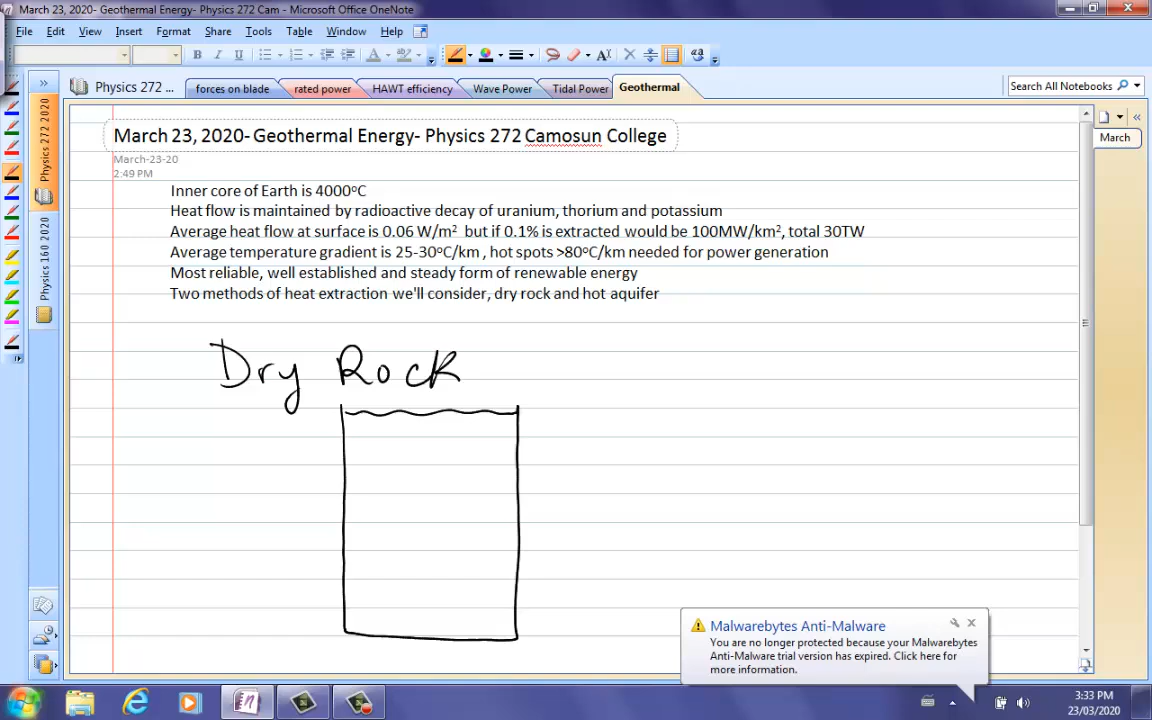 March 23, 2020- Geothermal Energy- Physics 272 Cam - Microsoft Office OneNote
File Edit View Insert Format Share Tools Table Window Help
B I U
Physics 272 ... forces on blade rated power HAWT efficiency Wave Power Tidal Power Geothermal Search All Notebooks
March
Physics 272 2020
Physics 160 2020
March 23, 2020- Geothermal Energy- Physics 272 Camosun College
March-23-20
2:49 PM
Inner core of Earth is 4000°C
Heat flow is maintained by radioactive decay of uranium, thorium and potassium
Average heat flow at surface is 0.06 W/m² but if 0.1% is extracted would be 100MW/km², total 30TW
Average temperature gradient is 25-30°C/km , hot spots >80°C/km needed for power generation
Most reliable, well established and steady form of renewable energy
Two methods of heat extraction we'll consider, dry rock and hot aquifer
Dry Rock
Malwarebytes Anti-Malware
You are no longer protected because your Malwarebytes
Anti-Malware trial version has expired. Click here for
more information.
3:33 PM
23/03/2020